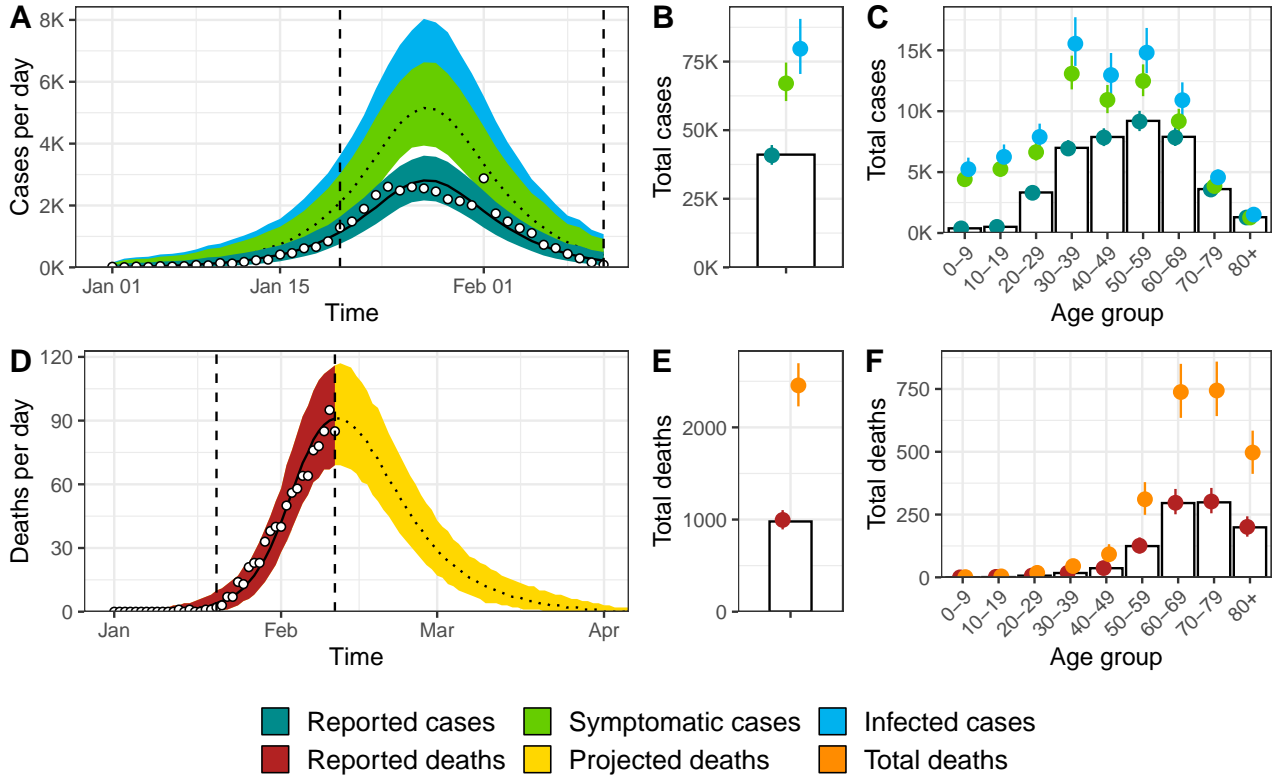 A
Cases per day
8K
6K
4K
2K
0K
Jan 01
Jan 15
Feb 01
Time
B
Total cases
75K
50K
25K
0K
C
Total cases
15K
10K
5K
0K
0−9
10−19
20−29
30−39
40−49
50−59
60−69
70−79
80+
Age group
D
Deaths per day
120
90
60
30
0
Jan
Feb
Mar
Apr
Time
E
Total deaths
2000
1000
0
F
Total deaths
750
500
250
0
0−9
10−19
20−29
30−39
40−49
50−59
60−69
70−79
80+
Age group
Reported cases
Symptomatic cases
Infected cases
Reported deaths
Projected deaths
Total deaths